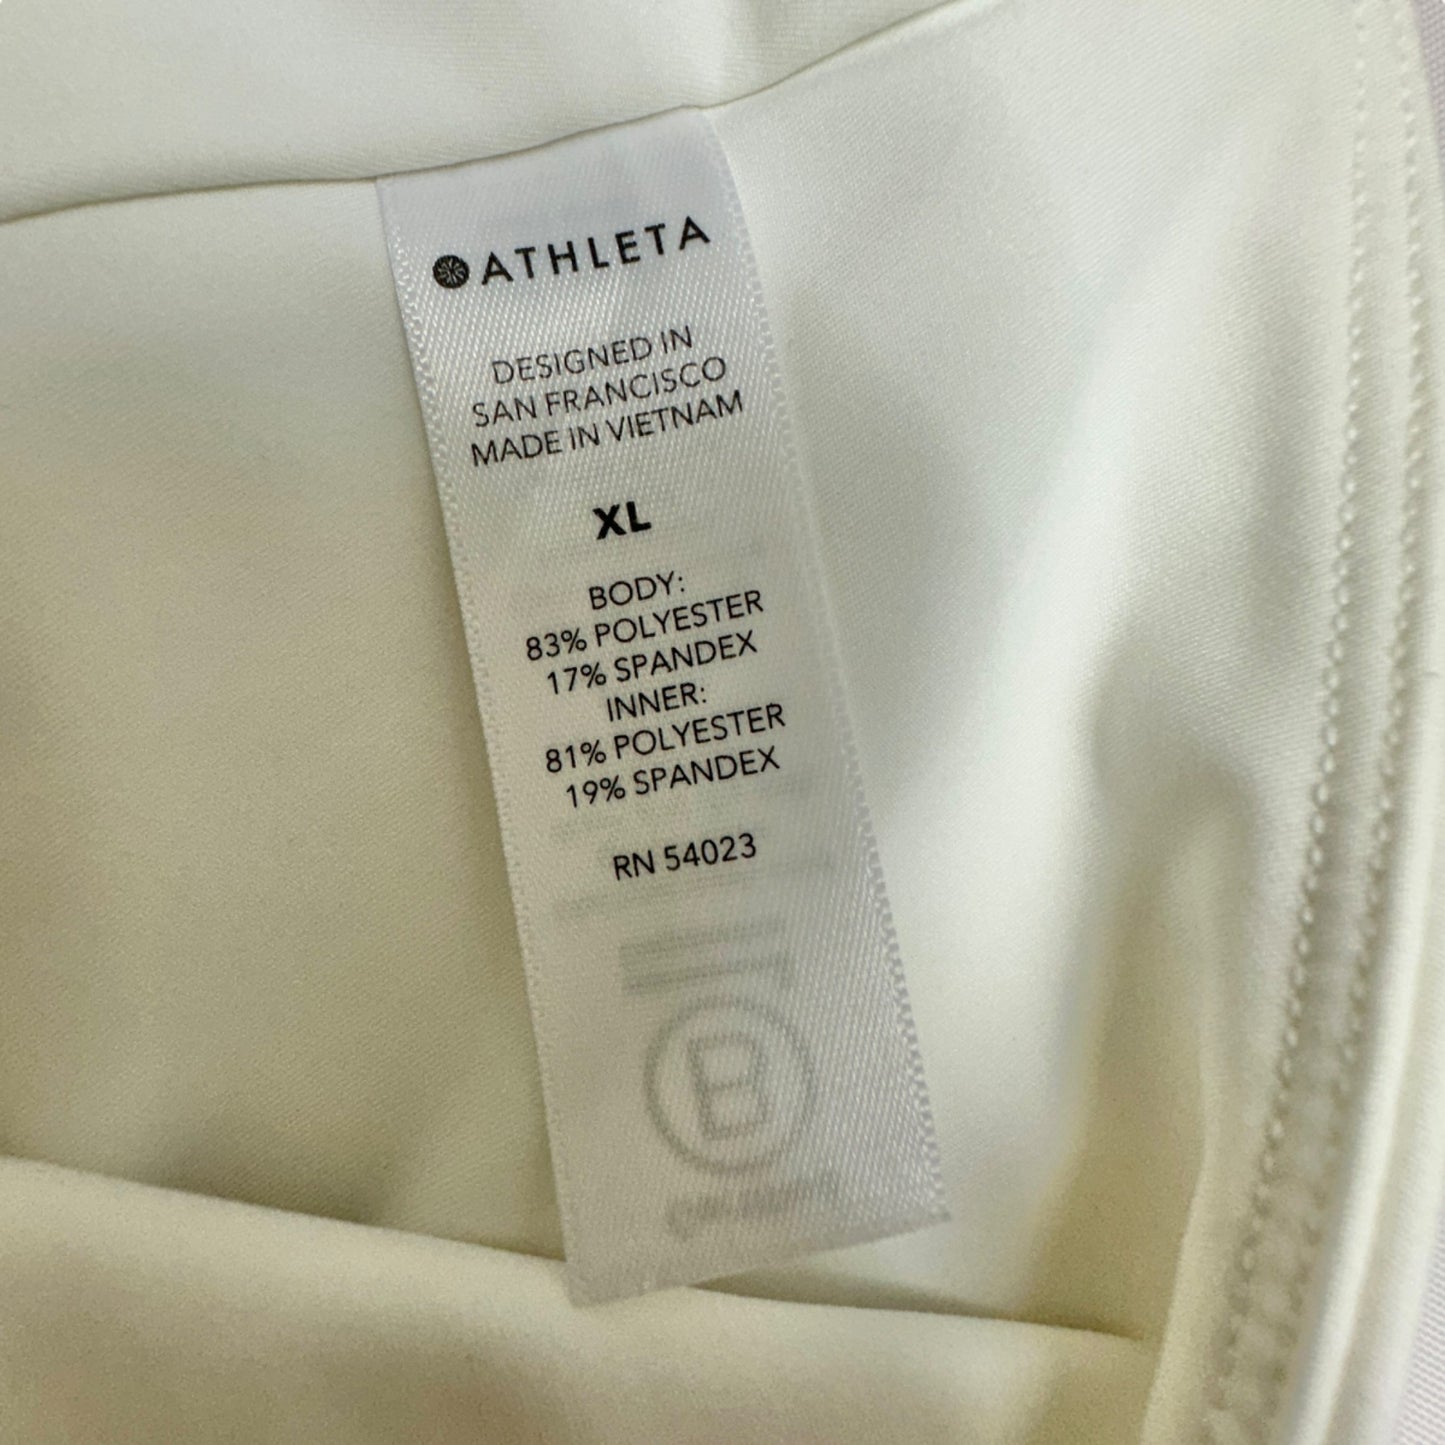 ATHLETA
DESIGNED IN
SAN FRANCISCO
MADE IN VIETNAM
XL
BODY:
83% POLYESTER
17% SPANDEX
INNER:
81% POLYESTER
19% SPANDEX
RN 54023
B